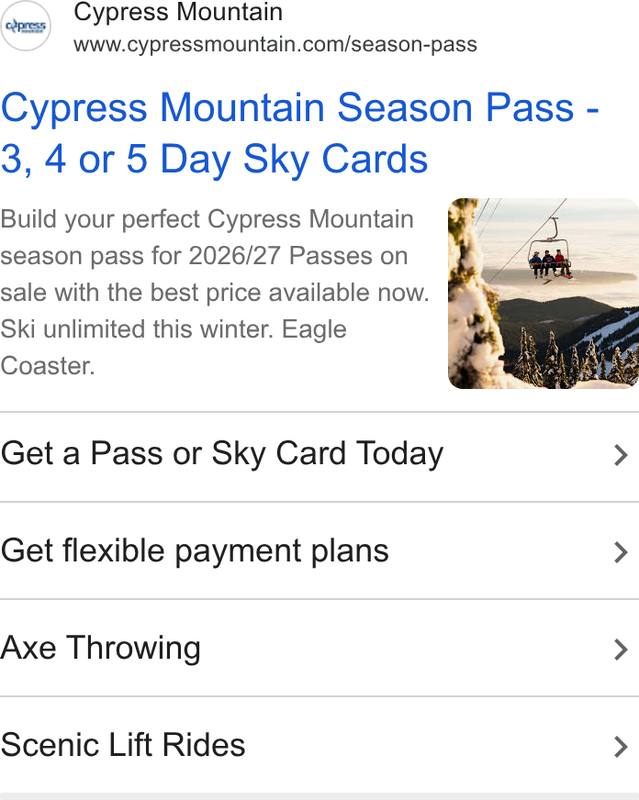 Cypress Mountain
www.cypressmountain.com/season-pass
Cypress Mountain Season Pass -
3, 4 or 5 Day Sky Cards
Build your perfect Cypress Mountain
season pass for 2026/27 Passes on
sale with the best price available now.
Ski unlimited this winter. Eagle
Coaster.
Get a Pass or Sky Card Today
Get flexible payment plans
Axe Throwing
Scenic Lift Rides